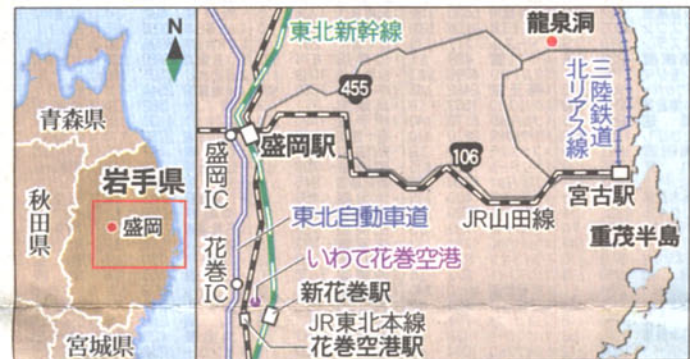 N
青森県
岩手県
秋田県
盛岡
宮城県
東北新幹線
龍泉洞
455
三陸鉄道
北リアス線
盛岡駅
盛岡IC
106
宮古駅
JR山田線
重茂半島
東北自動車道
花巻IC
いわて花巻空港
新花巻駅
JR東北本線
花巻空港駅